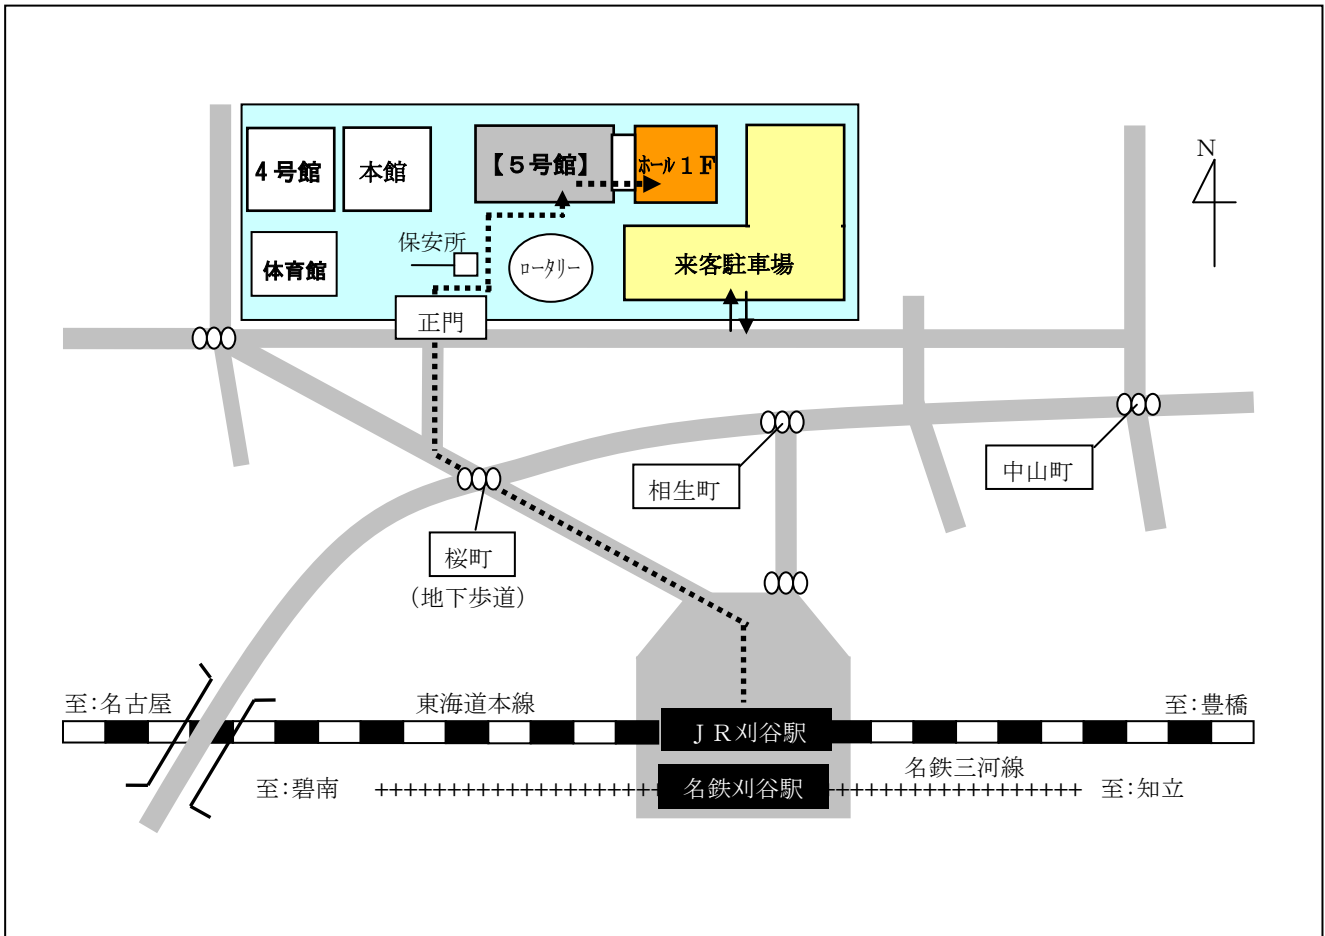 N
4号館
本館
【5号館】
ホール1F
保安所
体育館
ロータリー
来客駐車場
正門
相生町
中山町
桜町
(地下歩道)
至:名古屋
東海道本線
至:豊橋
JR刈谷駅
名鉄三河線
至:碧南
名鉄刈谷駅
至:知立